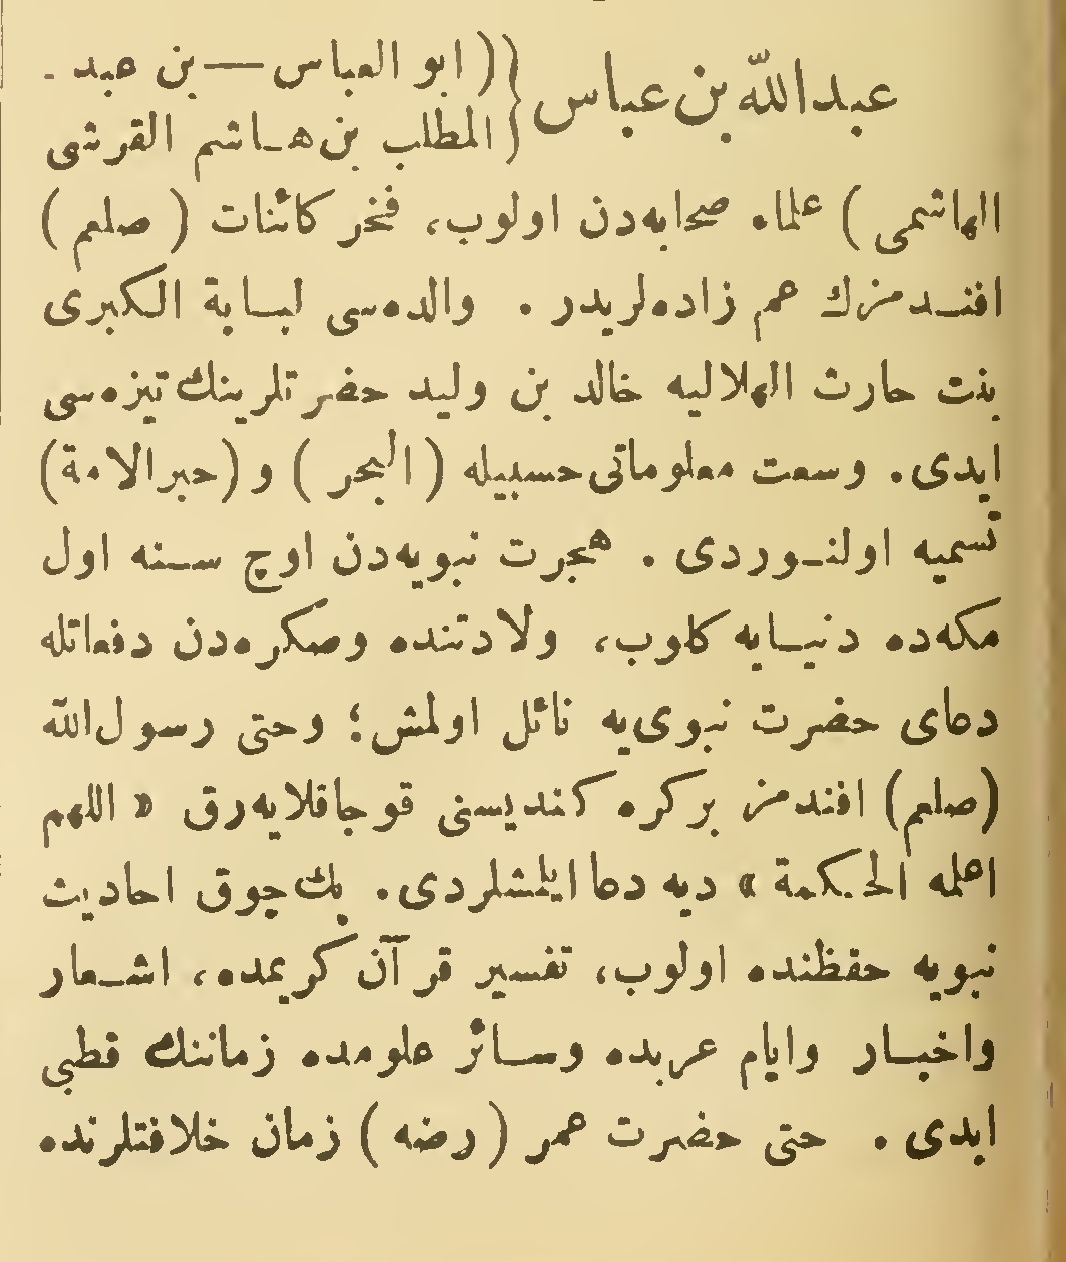 عبدالله بن عباس
{(ابو العباس — بن عبد-
المطلب بن هاشم القرشی
الهاشمی) علماء صحابه‌دن اولوب، فخر کائنات (صلعم)
افندمزك عم زاده‌لریدر. والده‌سی لبابة الکبری
بنت حارث الهلالیه خالد بن ولید حضرتلرینك تیزه‌سی
ایدی. وسعت معلوماتی حسبیله (البحر) و (حبرالامة)
تسمیه اولنوردی. هجرت نبویه‌دن اوچ سنه اول
مکه‌ده دنیایه کلوب، ولادتنده وصکره‌دن دفعاتله
دعای حضرت نبوی‌یه نائل اولمش؛ وحتی رسول الله
(صلعم) افندمز برکره کندیسنی قوجاقلایه‌رق « اللهم
اعلمه الحکمة » دیه دعا ایلمشلردی. پك چوق احادیث
نبویه حفظنده اولوب، تفسیر قرآن کریمده، اشعار
واخبار وایام عربده وسائر علومده زماننك قطبی
ایدی. حتی حضرت عمر (رضه) زمان خلافتلرنده